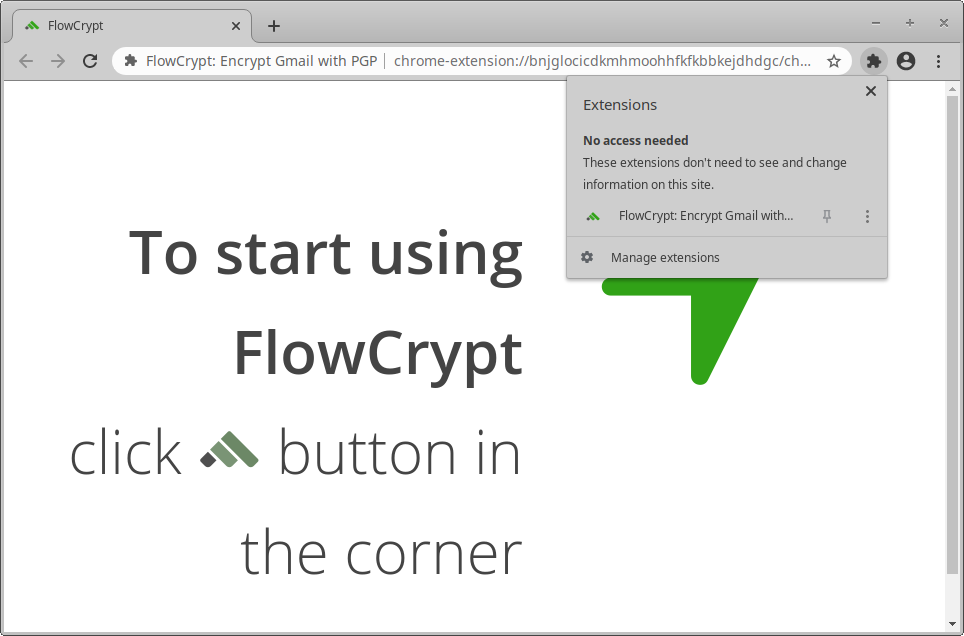 FlowCrypt
FlowCrypt: Encrypt Gmail with PGP | chrome-extension://bnjglocicdkmhmoohhfkfkbbkejdhdgc/ch...
Extensions
No access needed
These extensions don't need to see and change
information on this site.
FlowCrypt: Encrypt Gmail with...
Manage extensions
To start using
FlowCrypt
click button in
the corner